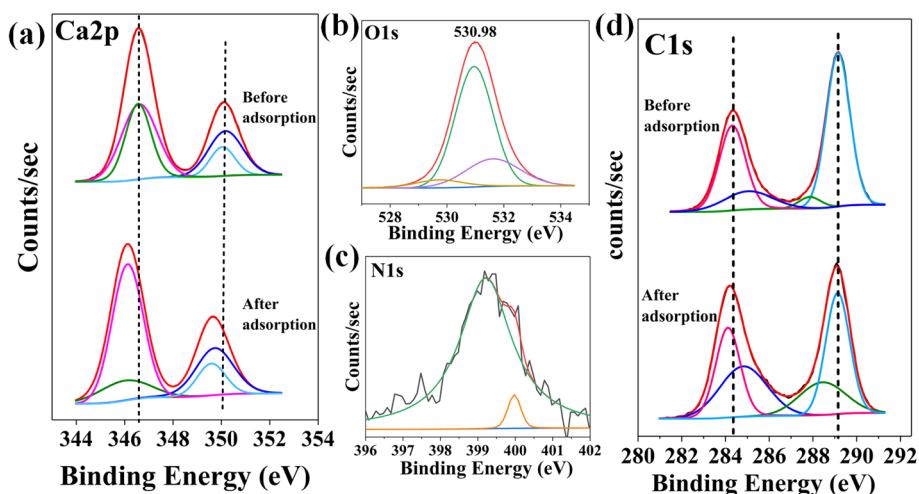 (a)
Ca2p
Before
adsorption
After
adsorption
Counts/sec
344 346 348 350 352 354
Binding Energy (eV)
(b)
O1s
530.98
Counts/sec
528 530 532 534
Binding Energy (eV)
(c)
N1s
Counts/sec
396 397 398 399 400 401 402
Binding Energy (eV)
(d)
C1s
Before
adsorption
After
adsorption
counts/sec
280 282 284 286 288 290 292
Binding Energy (eV)